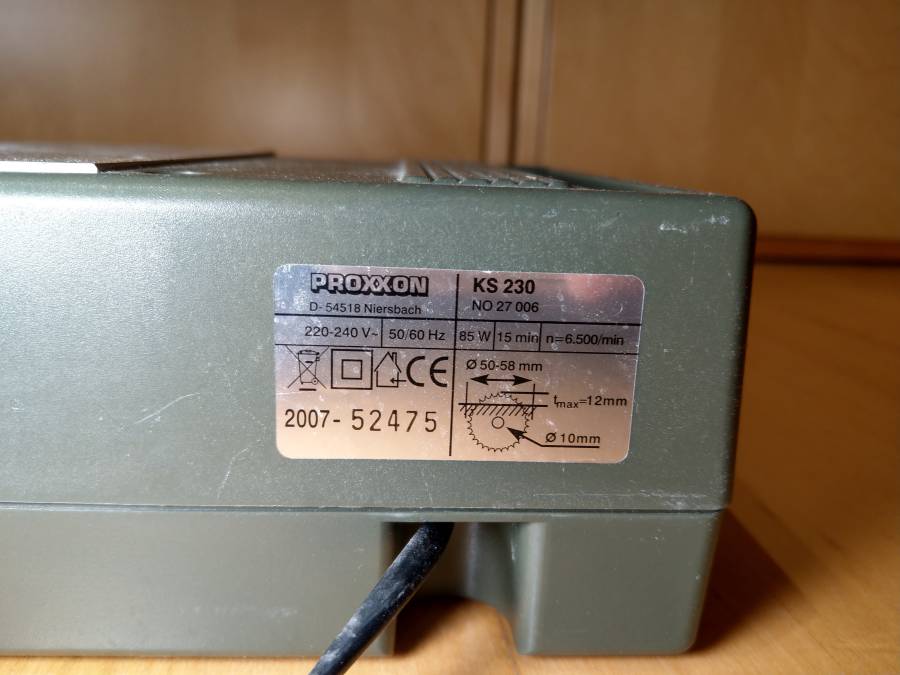 PROXXON
D- 54518 Niersbach
KS 230
NO 27 006
220-240 V~ 50/60 Hz 85 W 15 min n=6.500/min
CE
2007- 52475
Ø 50-58 mm
tmax=12mm
Ø 10mm